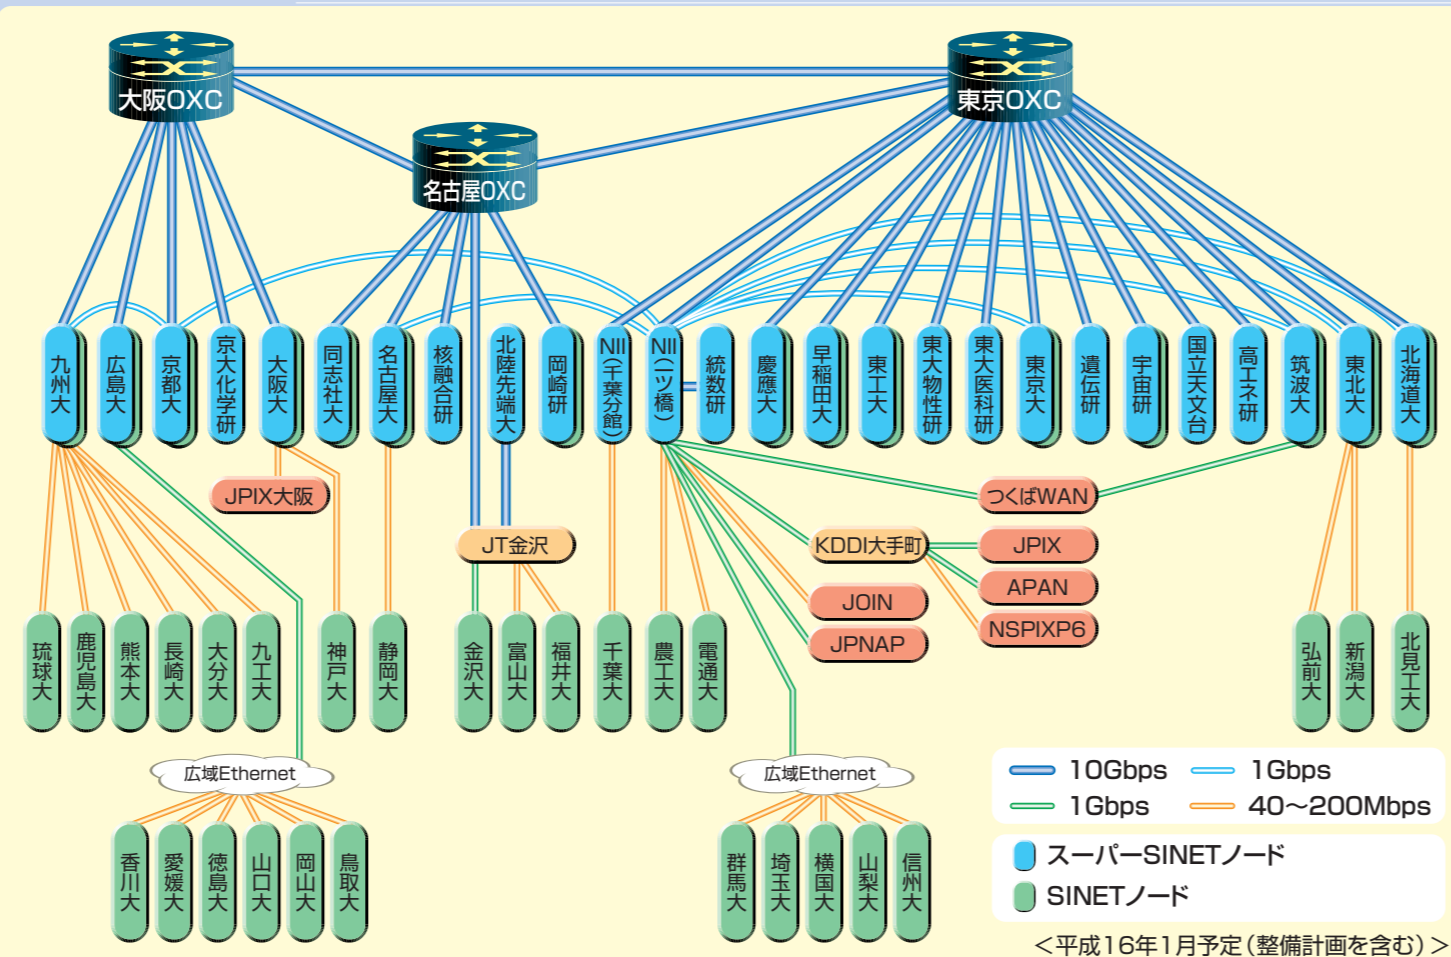 大阪OXC
東京OXC
名古屋OXC
九州大
広島大
京都大
京大化学研
大阪大
同志社大
名古屋大
核融合研
北陸先端大
岡崎研
NII(千葉分館)
NII(一ツ橋)
統数研
慶應大
早稲田大
東工大
東大物性研
東大医科研
東京大
遺伝研
宇宙研
国立天文台
高エネ研
筑波大
東北大
北海道大
JPIX大阪
つくばWAN
JT金沢
KDDI大手町
JPIX
APAN
JOIN
NSPIXP6
JPNAP
琉球大
鹿児島大
熊本大
長崎大
大分大
九工大
神戸大
静岡大
金沢大
富山大
福井大
千葉大
農工大
電通大
弘前大
新潟大
北見工大
広域Ethernet
広域Ethernet
香川大
愛媛大
徳島大
山口大
岡山大
鳥取大
群馬大
埼玉大
横国大
山梨大
信州大
10Gbps
1Gbps
1Gbps
40〜200Mbps
スーパーSINETノード
SINETノード
＜平成16年1月予定(整備計画を含む)＞